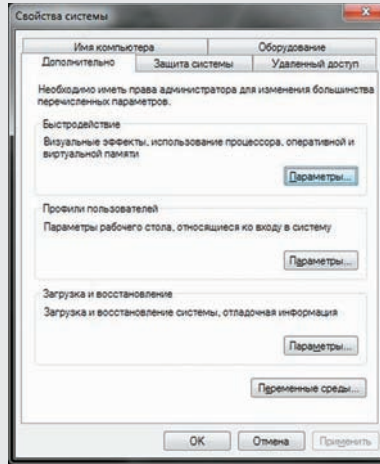 Свойства системы
Имя компьютера
Оборудование
Дополнительно
Защита системы
Удаленный доступ
Необходимо иметь права администратора для изменения большинства
перечисленных параметров.
Быстродействие
Визуальные эффекты, использование процессора, оперативной и
виртуальной памяти
Параметры...
Профили пользователей
Параметры рабочего стола, относящиеся ко входу в систему
Параметры...
Загрузка и восстановление
Загрузка и восстановление системы, отладочная информация
Параметры...
Переменные среды...
OK
Отмена
Применить